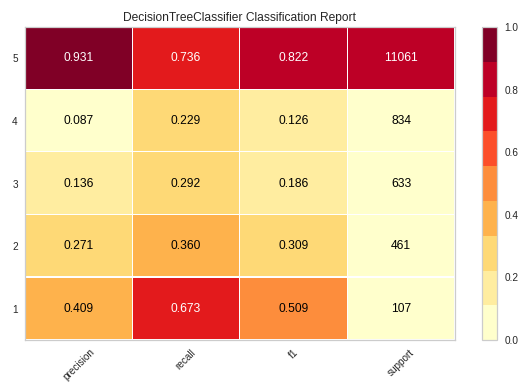 DecisionTreeClassifier Classification Report
5 0.931 0.736 0.822 11061
4 0.087 0.229 0.126 834
3 0.136 0.292 0.186 633
2 0.271 0.360 0.309 461
1 0.409 0.673 0.509 107
precision recall f1 support
1.0
0.8
0.6
0.4
0.2
0.0